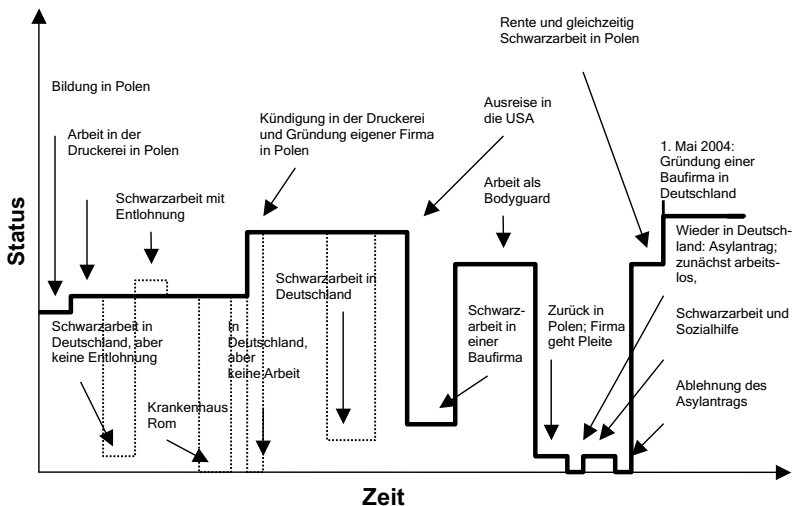 Rente und gleichzeitig
Schwarzarbeit in Polen
Bildung in Polen
Kündigung in der Druckerei
und Gründung eigener Firma
in Polen
Ausreise in
die USA
Arbeit in der
Druckerei in Polen
1. Mai 2004:
Gründung einer
Baufirma in
Deutschland
Schwarzarbeit mit
Entlohnung
Arbeit als
Bodyguard
Status
Wieder in Deutsch-
land: Asylantrag;
zunächst arbeits-
los,
Schwarzarbeit in
Deutschland
Schwarzarbeit in
Deutschland, aber
keine Entlohnung
In
Deutschland,
aber
keine Arbeit
Schwarz-
arbeit in
einer
Baufirma
Zurück in
Polen; Firma
geht Pleite
Schwarzarbeit und
Sozialhilfe
Krankenhaus
Rom
Ablehnung des
Asylantrags
Zeit